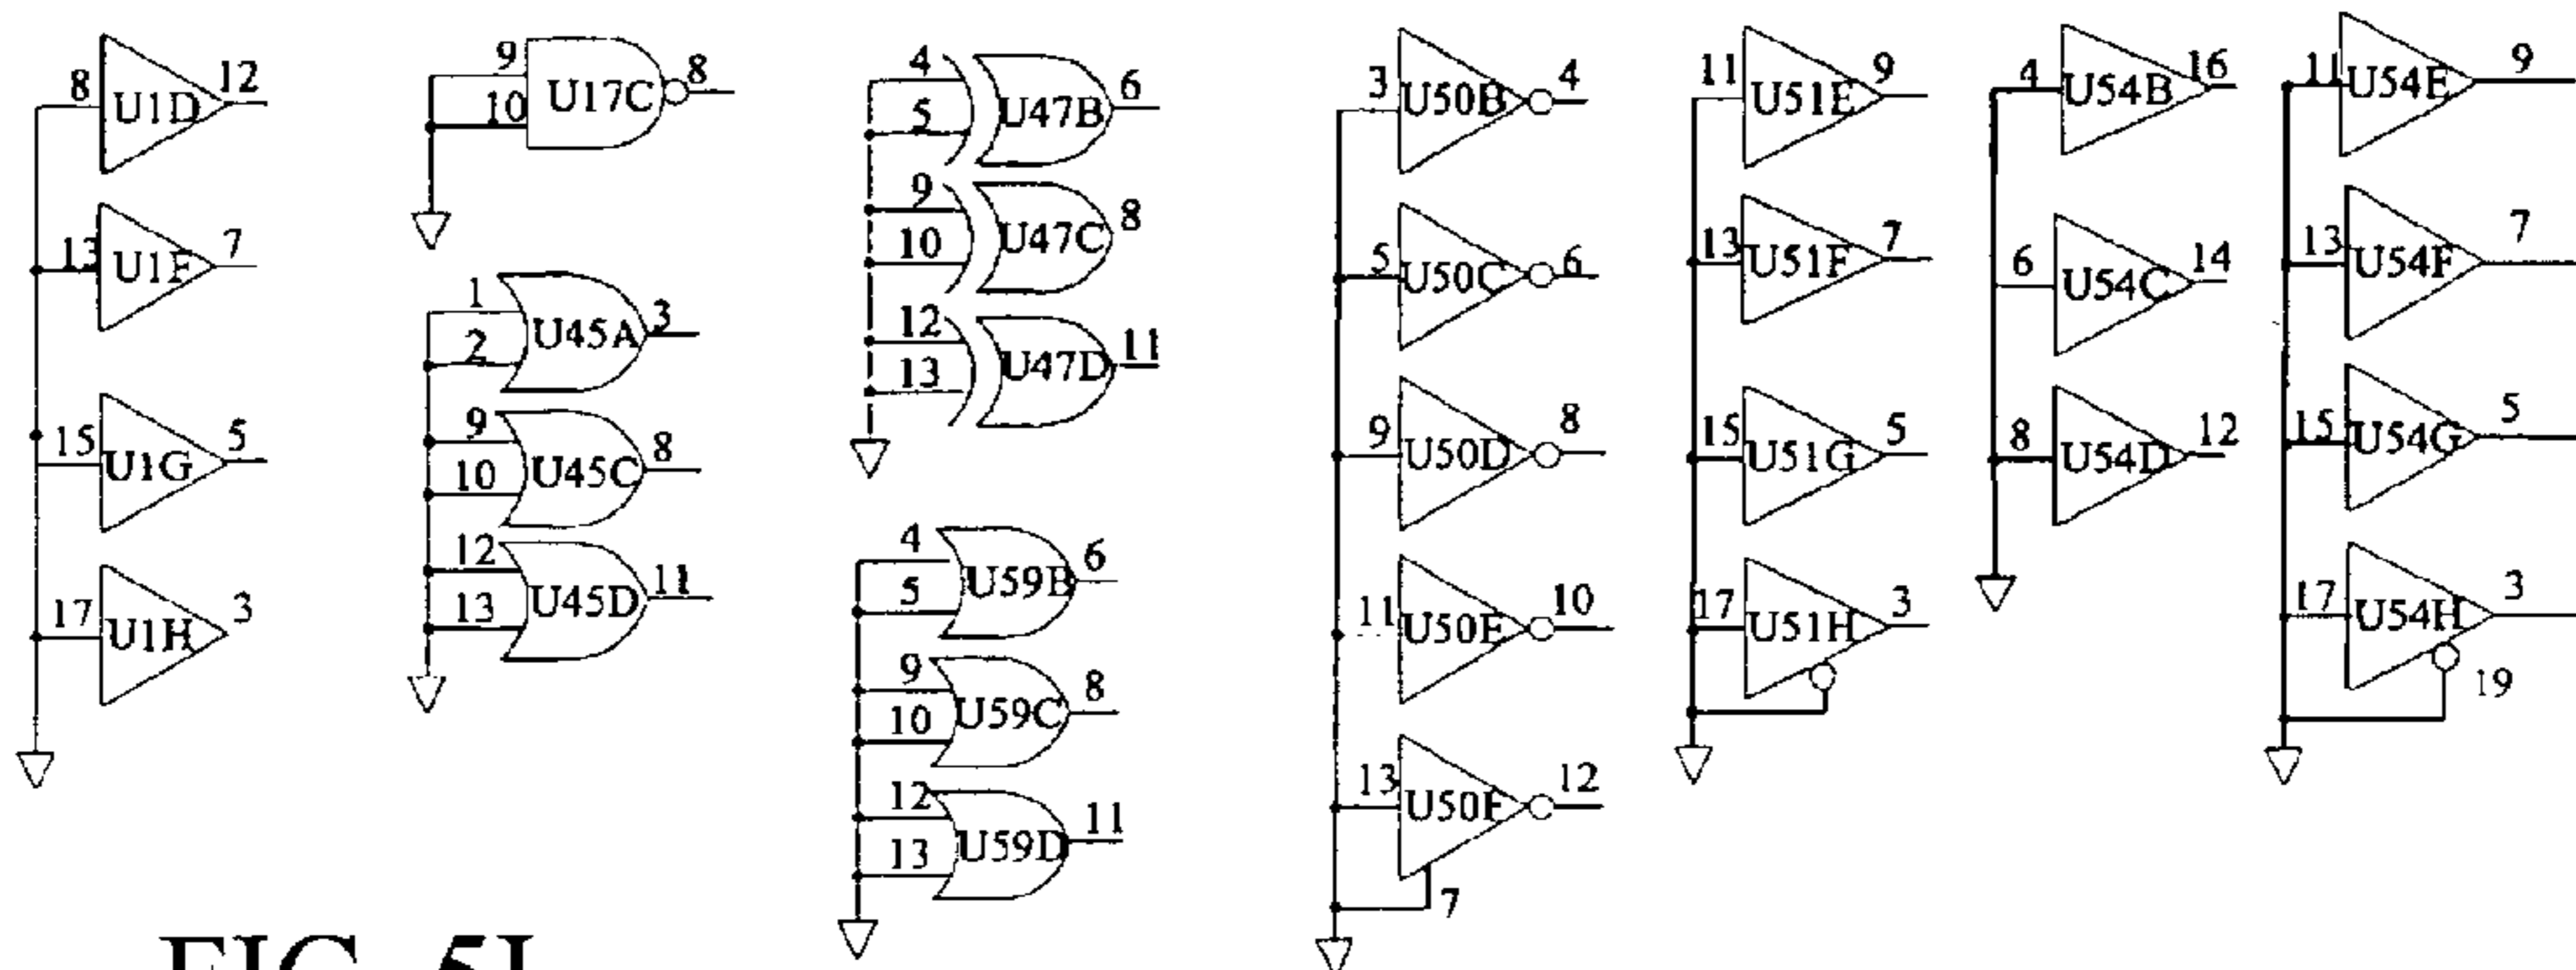 8 U1D 12
13 U1F 7
15 U1G 5
17 U1H 3
9 10 U17C 8
1 2 U45A 3
9 10 U45C 8
12 13 U45D 11
4 5 U47B 6
9 10 U47C 8
12 13 U47D 11
4 5 U59B 6
9 10 U59C 8
12 13 U59D 11
3 U50B 4
5 U50C 6
9 U50D 8
11 U50E 10
13 U50F 12
7
11 U51E 9
13 U51F 7
15 U51G 5
17 U51H 3
4 U54B 16
6 U54C 14
8 U54D 12
11 U54E 9
13 U54F 7
15 U54G 5
17 U54H 3
19